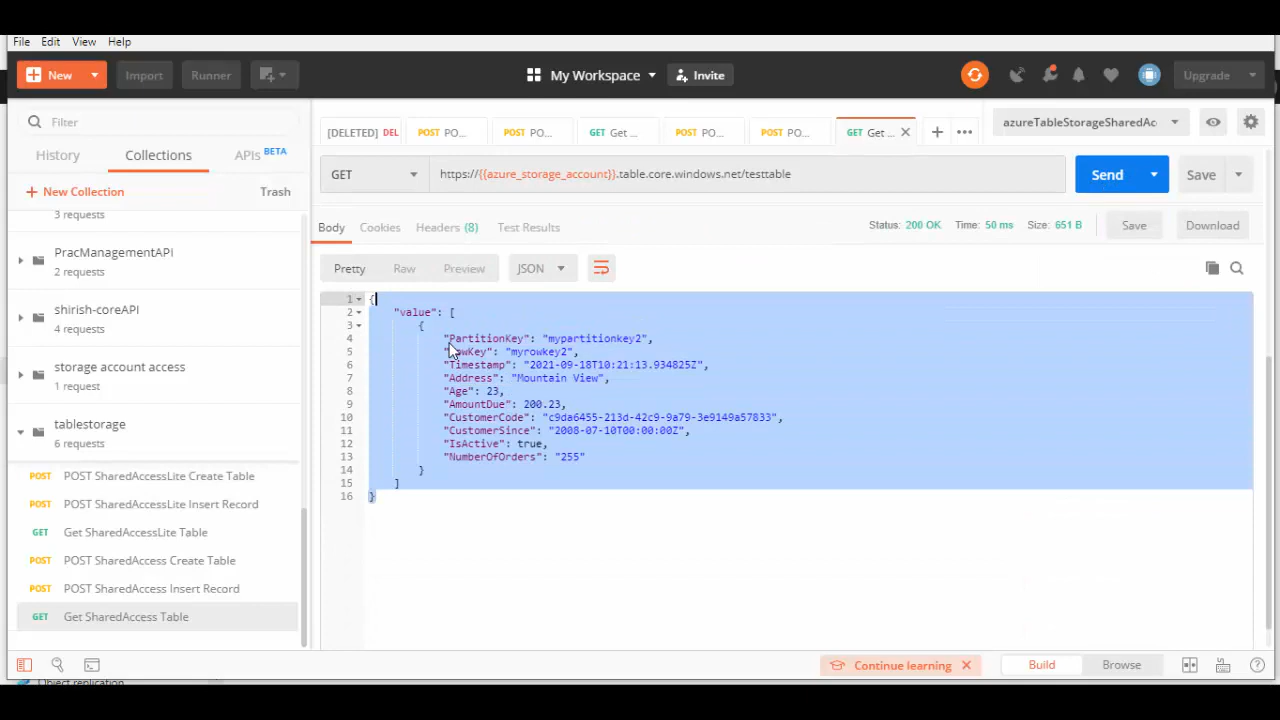 File Edit View Help
New Import Runner My Workspace Invite Upgrade
Filter
History Collections APIs BETA
New Collection Trash
3 requests
PracManagementAPi
2 requests
shirish-coreAPI
4 requests
storage account access
1 request
tablestorage
6 requests
POST POST SharedAccessLite Create Table
POST POST SharedAccessLite Insert Record
GET Get SharedAccessLite Table
POST POST SharedAccess Create Table
POST POST SharedAccess Insert Record
GET Get SharedAccess Table
[DELETED] DEL POST PO... POST PO... GET Get ... POST PO... POST PO... GET Get ... azureTableStorageSharedAc
GET https://{{azure_storage_account}}.table.core.windows.net/testtable Send Save
Body Cookies Headers (8) Test Results Status: 200 OK Time: 50 ms Size: 651 B Save Download
Pretty Raw Preview JSON
1 {
2 "value": [
3 {
4 "PartitionKey": "mypartitionkey2",
5 "RowKey": "myrowkey2",
6 "Timestamp": "2021-09-18T10:21:13.934825Z",
7 "Address": "Mountain View",
8 "Age": 23,
9 "AmountDue": 200.23,
10 "CustomerCode": "c9da6455-213d-42c9-9a79-3e9149a57833",
11 "CustomerSince": "2008-07-10T00:00:00Z",
12 "IsActive": true,
13 "NumberOfOrders": "255"
14 }
15 ]
16 }
Continue learning Build Browse
Object replication